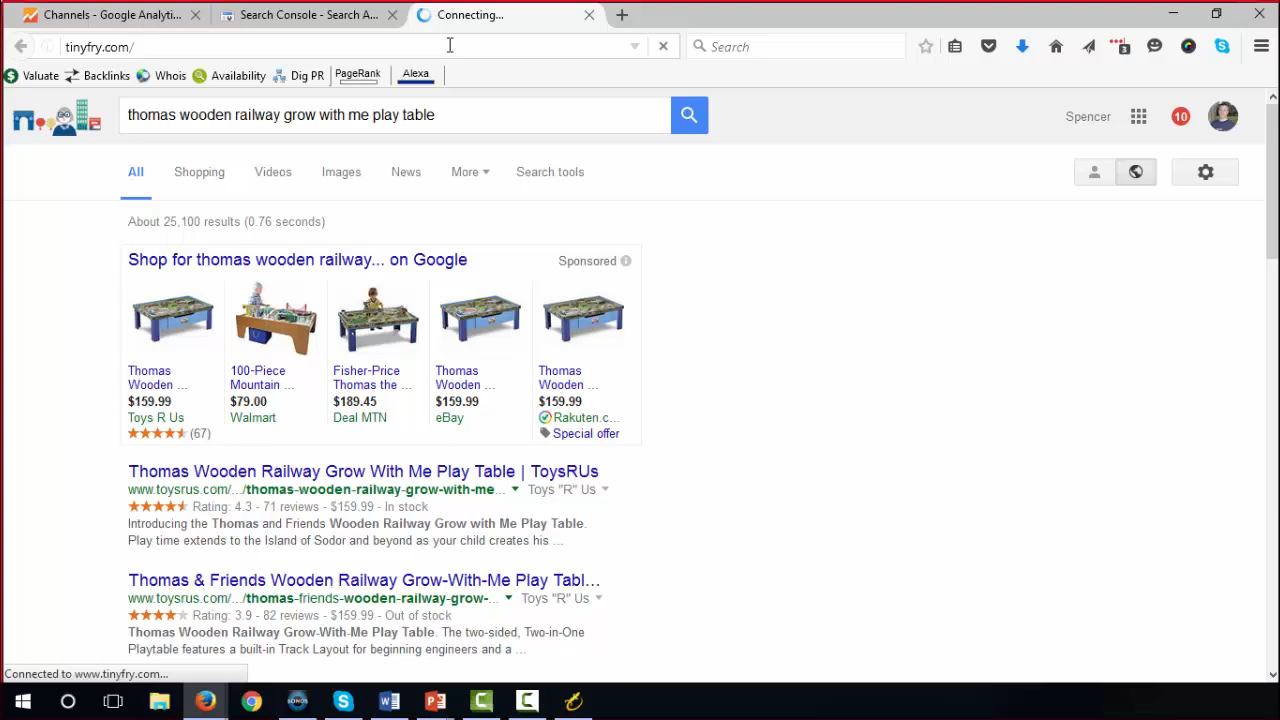 Channels - Google Analyti...
Search Console - Search A...
Connecting...
tinyfry.com/
Search
3
Valuate
Backlinks
Whois
Availability
Dig PR
PageRank
Alexa
thomas wooden railway grow with me play table
Spencer
10
All
Shopping
Videos
Images
News
More
Search tools
About 25,100 results (0.76 seconds)
Shop for thomas wooden railway... on Google
Sponsored
Thomas
Wooden ...
$159.99
Toys R Us
(67)
100-Piece
Mountain ...
$79.00
Walmart
Fisher-Price
Thomas the ...
$189.45
Deal MTN
Thomas
Wooden ...
$159.99
eBay
Thomas
Wooden ...
$159.99
Rakuten.c...
Special offer
Thomas Wooden Railway Grow With Me Play Table | ToysRUs
www.toysrus.com/.../thomas-wooden-railway-grow-with-me... Toys "R" Us
Rating: 4.3 - 71 reviews - $159.99 - In stock
Introducing the Thomas and Friends Wooden Railway Grow with Me Play Table.
Play time extends to the Island of Sodor and beyond as your child creates his ...
Thomas & Friends Wooden Railway Grow-With-Me Play Tabl...
www.toysrus.com/.../thomas-friends-wooden-railway-grow-... Toys "R" Us
Rating: 3.9 - 82 reviews - $159.99 - Out of stock
Thomas Wooden Railway Grow-With-Me Play Table. The two-sided, Two-in-One
Playtable features a built-in Track Layout for beginning engineers and a ...
Connected to www.tinyfry.com...
SONOS